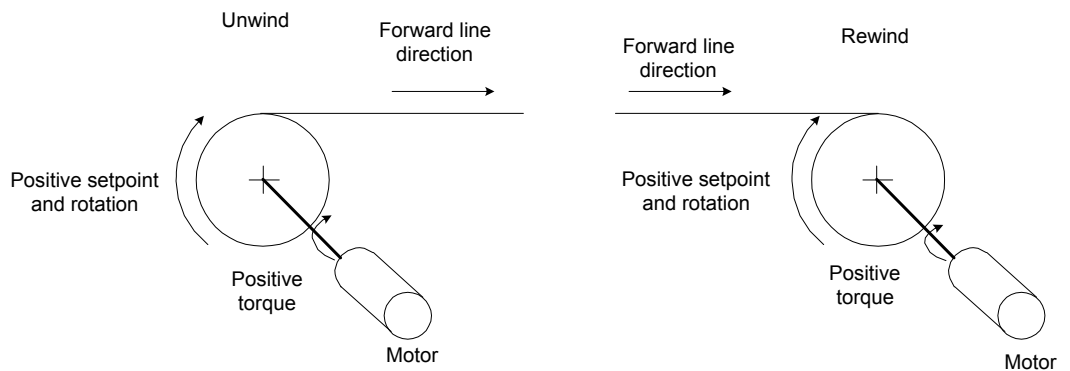 Unwind
Forward line
direction
Positive setpoint
and rotation
Positive
torque
Motor
Forward line
direction
Rewind
Positive setpoint
and rotation
Positive
torque
Motor